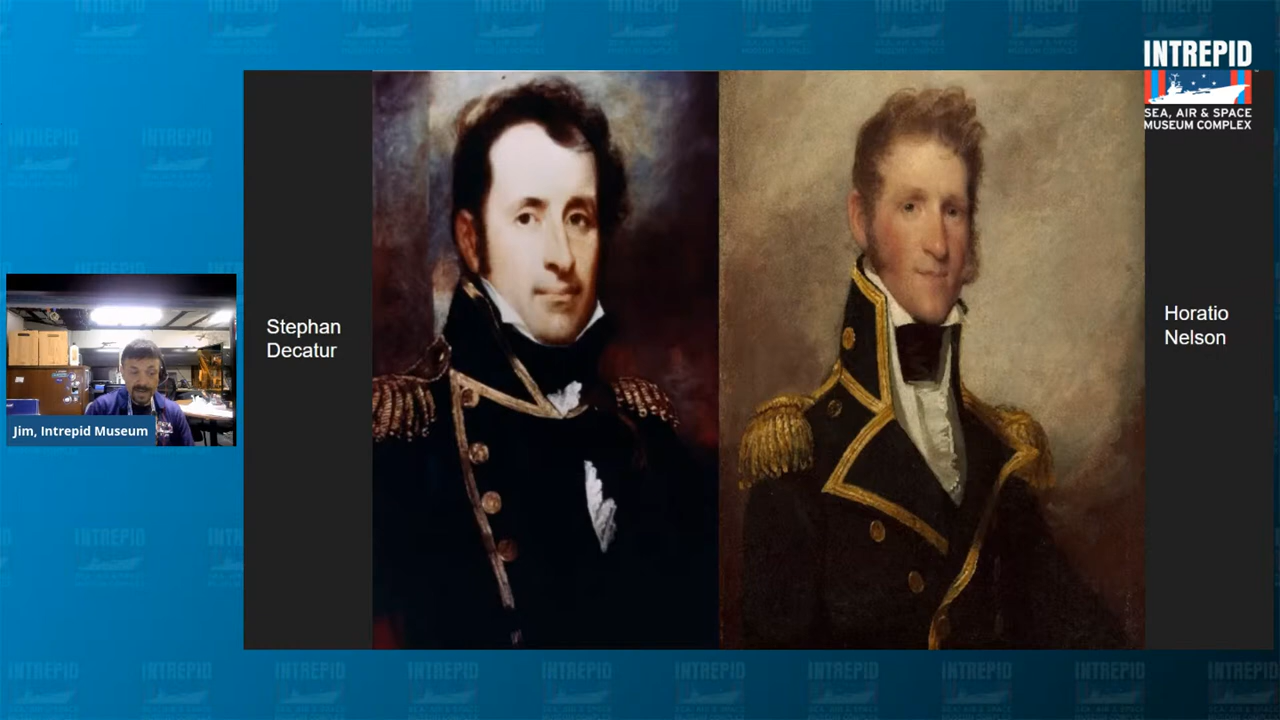 INTREPID
SEA, AIR & SPACE
MUSEUM COMPLEX
Stephan
Decatur
Horatio
Nelson
Jim, Intrepid Museum